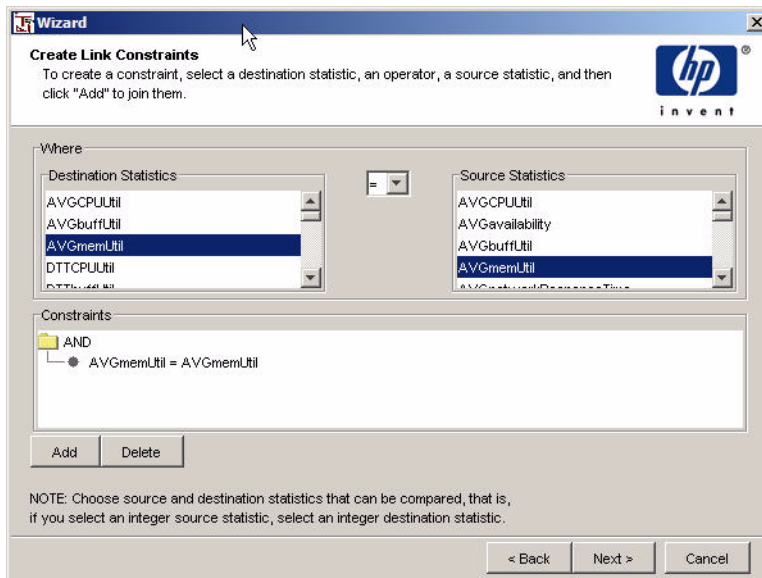 Wizard
Create Link Constraints
To create a constraint, select a destination statistic, an operator, a source statistic, and then
click "Add" to join them.
hp
®
invent
Where
Destination Statistics
AVGCPUUtil
AVGbuffUtil
AVGmemUtil
DTTCPUUtil
DTTbuffUtil
=
Source Statistics
AVGCPUUtil
AVGavailability
AVGbuffUtil
AVGmemUtil
AVGnetworkResponseTime
Constraints
AND
AVGmemUtil = AVGmemUtil
Add
Delete
NOTE: Choose source and destination statistics that can be compared, that is,
if you select an integer source statistic, select an integer destination statistic.
< Back
Next >
Cancel